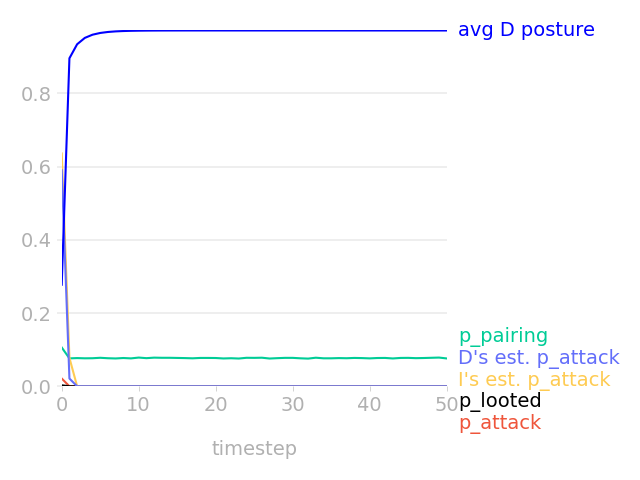 avg D posture
0.8
0.6
0.4
0.2
p_pairing
D's est. p_attack
I's est. p_attack
0.0
p_looted
0
10
20
30
40
50
p_attack
timestep